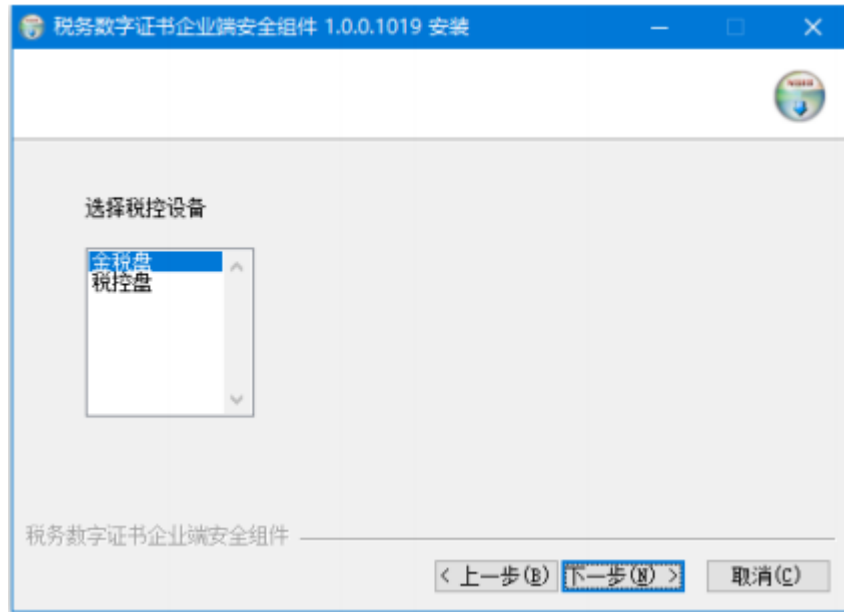 税务数字证书企业端安全组件 1.0.0.1019 安装
选择税控设备
金税盘
税控盘
税务数字证书企业端安全组件
< 上一步(B) 下一步(N) > 取消(C)